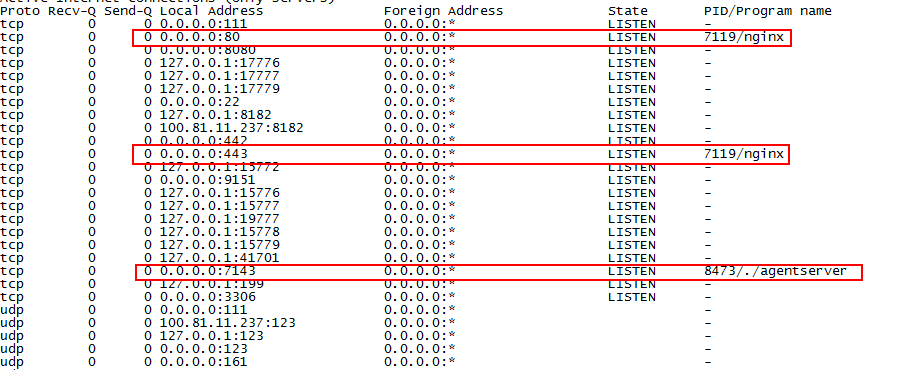 Active Internet connections (only servers)
Proto Recv-Q Send-Q Local Address Foreign Address State PID/Program name
tcp 0 0 0.0.0.0:111 0.0.0.0:* LISTEN -
tcp 0 0 0.0.0.0:80 0.0.0.0:* LISTEN 7119/nginx
tcp 0 0 0.0.0.0:8080 0.0.0.0:* LISTEN -
tcp 0 0 127.0.0.1:17776 0.0.0.0:* LISTEN -
tcp 0 0 127.0.0.1:17777 0.0.0.0:* LISTEN -
tcp 0 0 127.0.0.1:17779 0.0.0.0:* LISTEN -
tcp 0 0 0.0.0.0:22 0.0.0.0:* LISTEN -
tcp 0 0 127.0.0.1:8182 0.0.0.0:* LISTEN -
tcp 0 0 100.81.11.237:8182 0.0.0.0:* LISTEN -
tcp 0 0 0.0.0.0:442 0.0.0.0:* LISTEN -
tcp 0 0 0.0.0.0:443 0.0.0.0:* LISTEN 7119/nginx
tcp 0 0 127.0.0.1:15772 0.0.0.0:* LISTEN -
tcp 0 0 0.0.0.0:9151 0.0.0.0:* LISTEN -
tcp 0 0 127.0.0.1:15776 0.0.0.0:* LISTEN -
tcp 0 0 127.0.0.1:15777 0.0.0.0:* LISTEN -
tcp 0 0 127.0.0.1:19777 0.0.0.0:* LISTEN -
tcp 0 0 127.0.0.1:15778 0.0.0.0:* LISTEN -
tcp 0 0 127.0.0.1:15779 0.0.0.0:* LISTEN -
tcp 0 0 127.0.0.1:41701 0.0.0.0:* LISTEN -
tcp 0 0 0.0.0.0:7143 0.0.0.0:* LISTEN 8473/./agentserver
tcp 0 0 127.0.0.1:199 0.0.0.0:* LISTEN -
tcp 0 0 0.0.0.0:3306 0.0.0.0:* LISTEN -
udp 0 0 0.0.0.0:111 0.0.0.0:* -
udp 0 0 100.81.11.237:123 0.0.0.0:* -
udp 0 0 127.0.0.1:123 0.0.0.0:* -
udp 0 0 0.0.0.0:123 0.0.0.0:* -
udp 0 0 0.0.0.0:161 0.0.0.0:* -